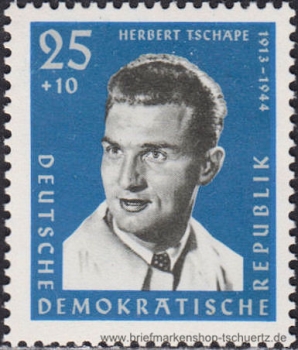 25
+10
HERBERT TSCHÄPE
1913-1944
DEUTSCHE
DEMOKRATISCHE
REPUBLIK
www.briefmarkenshop-tschuertz.de